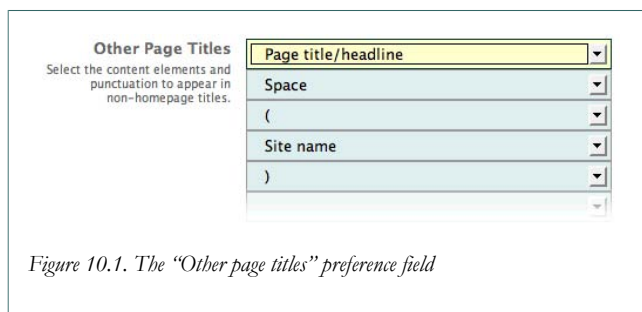 Other Page Titles
Select the content elements and
punctuation to appear in
non-homepage titles.
Page title/headline
Space
(
Site name
)
Figure 10.1. The “Other page titles” preference field